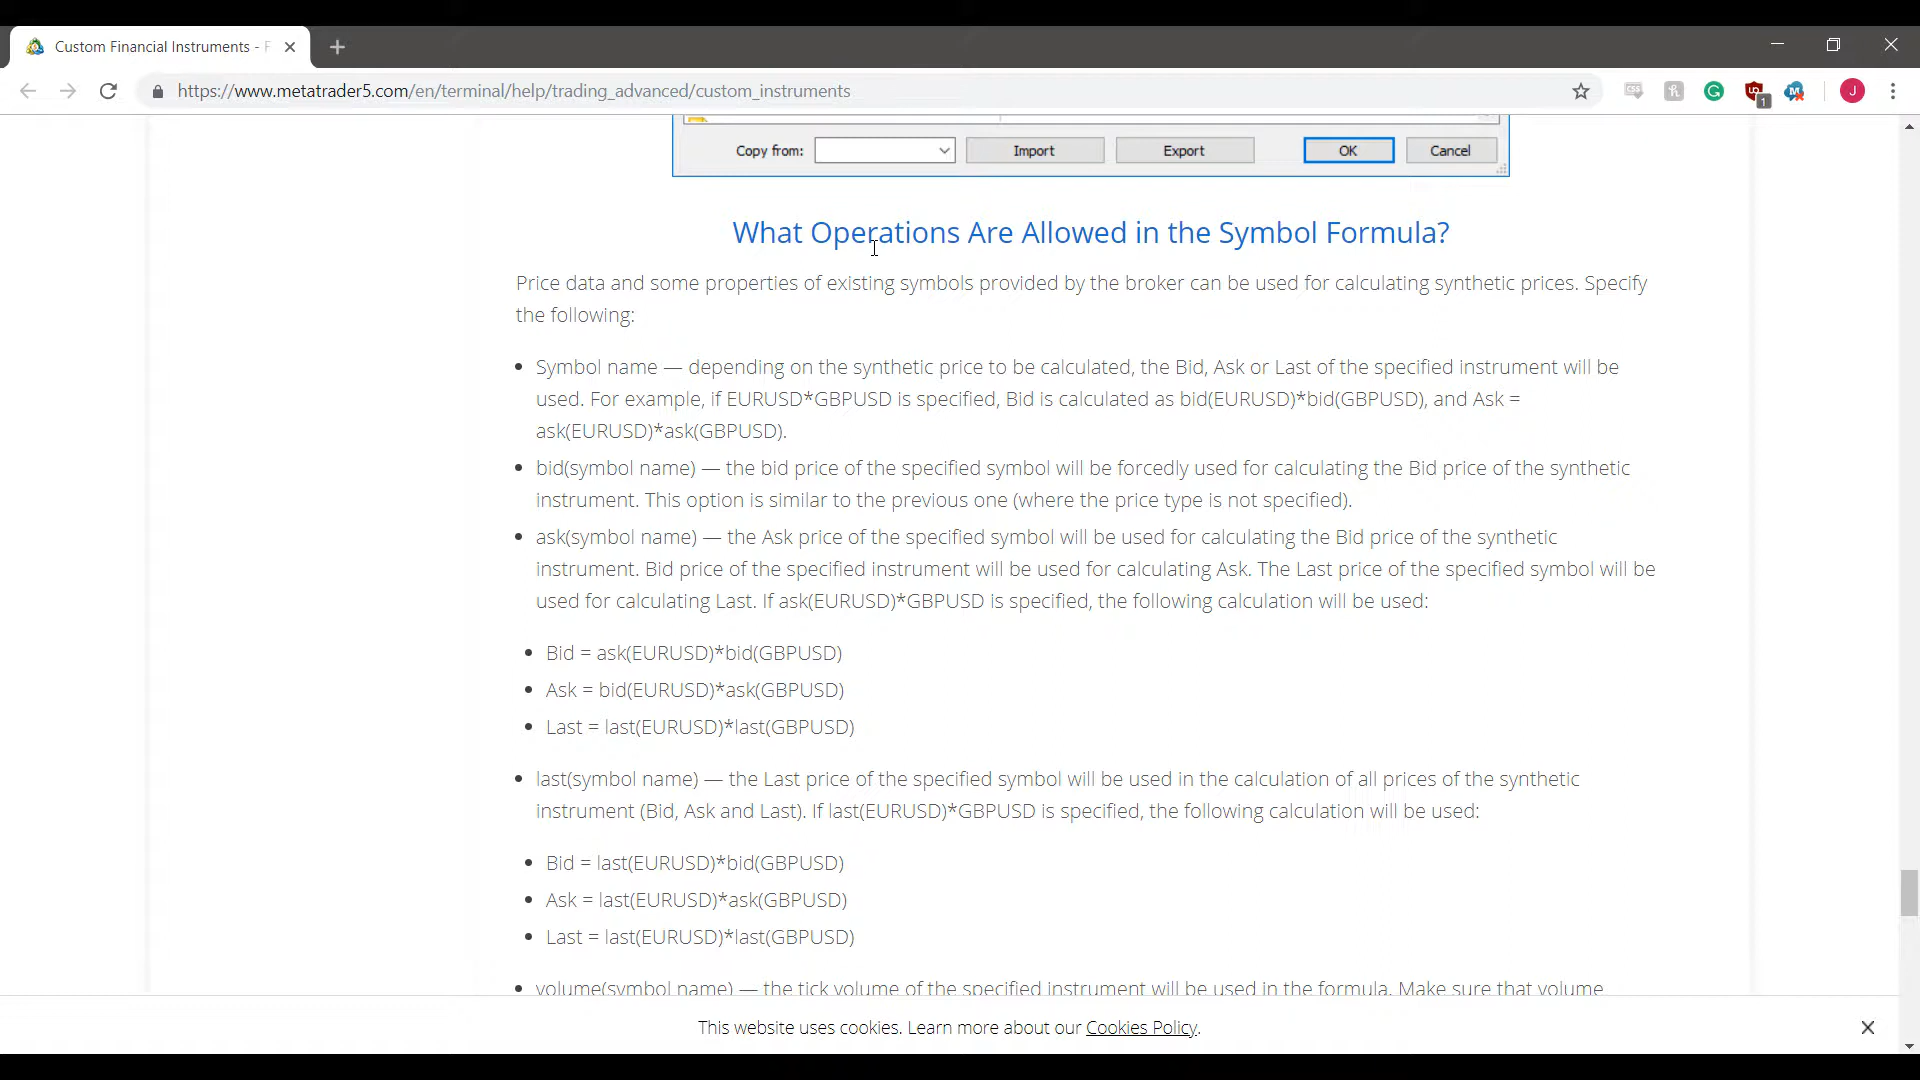 Custom Financial Instruments - F
https://www.metatrader5.com/en/terminal/help/trading_advanced/custom_instruments
1
J
Copy from:
Import
Export
OK
Cancel
What Operations Are Allowed in the Symbol Formula?
Price data and some properties of existing symbols provided by the broker can be used for calculating synthetic prices. Specify
the following:
Symbol name — depending on the synthetic price to be calculated, the Bid, Ask or Last of the specified instrument will be
used. For example, if EURUSD*GBPUSD is specified, Bid is calculated as bid(EURUSD)*bid(GBPUSD), and Ask =
ask(EURUSD)*ask(GBPUSD).
bid(symbol name) — the bid price of the specified symbol will be forcedly used for calculating the Bid price of the synthetic
instrument. This option is similar to the previous one (where the price type is not specified).
ask(symbol name) — the Ask price of the specified symbol will be used for calculating the Bid price of the synthetic
instrument. Bid price of the specified instrument will be used for calculating Ask. The Last price of the specified symbol will be
used for calculating Last. If ask(EURUSD)*GBPUSD is specified, the following calculation will be used:
Bid = ask(EURUSD)*bid(GBPUSD)
Ask = bid(EURUSD)*ask(GBPUSD)
Last = last(EURUSD)*last(GBPUSD)
last(symbol name) — the Last price of the specified symbol will be used in the calculation of all prices of the synthetic
instrument (Bid, Ask and Last). If last(EURUSD)*GBPUSD is specified, the following calculation will be used:
Bid = last(EURUSD)*bid(GBPUSD)
Ask = last(EURUSD)*ask(GBPUSD)
Last = last(EURUSD)*last(GBPUSD)
volume(symbol name) — the tick volume of the specified instrument will be used in the formula. Make sure that volume
This website uses cookies. Learn more about our Cookies Policy.